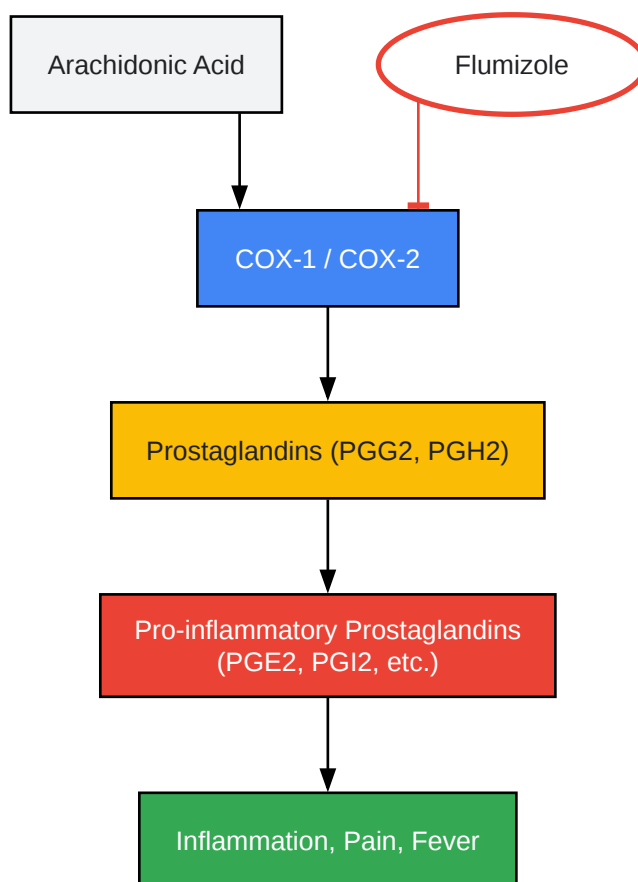 Arachidonic Acid
Flumizole
COX-1 / COX-2
Prostaglandins (PGG2, PGH2)
Pro-inflammatory Prostaglandins
(PGE2, PGI2, etc.)
Inflammation, Pain, Fever